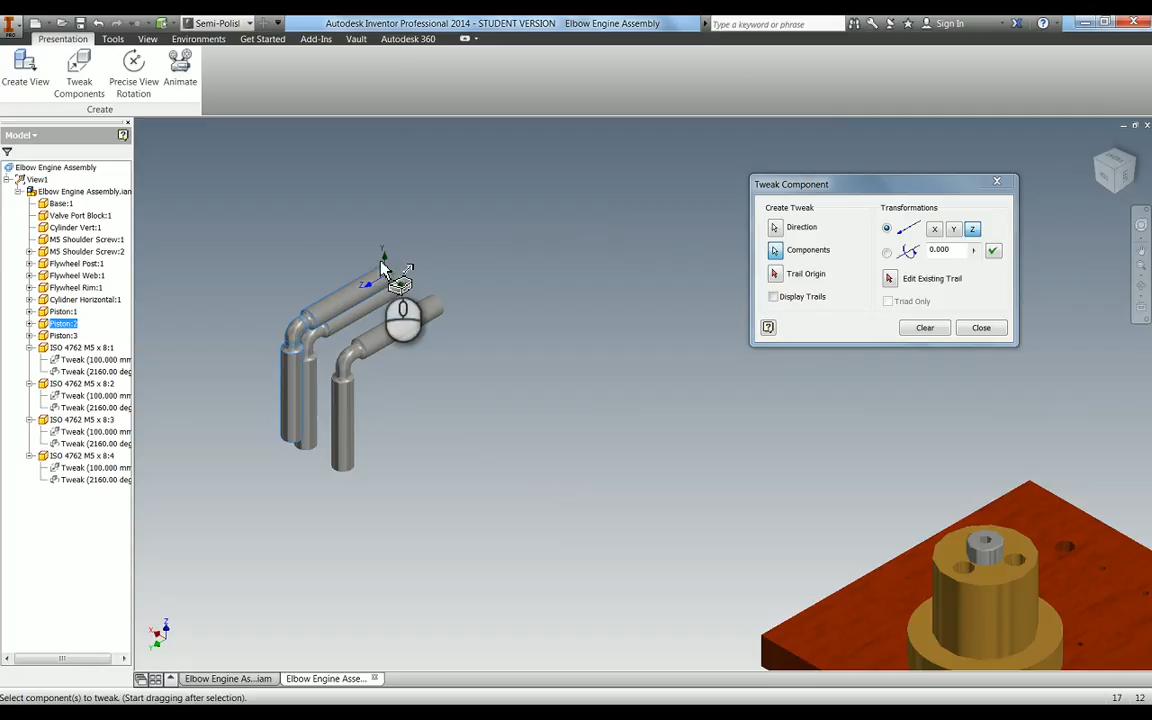 Semi-Polisl
Autodesk Inventor Professional 2014 - STUDENT VERSION Elbow Engine Assembly
Type a keyword or phrase
Sign In
PRO
Presentation Tools View Environments Get Started Add-Ins Vault Autodesk 360
Create View
Tweak Components
Precise View Rotation
Animate
Create
Model
Elbow Engine Assembly
View1
Elbow Engine Assembly.ian
Base:1
Valve Port Block:1
Cylinder Vert:1
M5 Shoulder Screw:1
M5 Shoulder Screw:2
Flywheel Post:1
Flywheel Web:1
Flywheel Rim:1
Cylidner Horizontal:1
Piston:1
Piston:2
Piston:3
ISO 4762 M5 x 8:1
Tweak (100.000 mm
Tweak (2160.00 deg
ISO 4762 M5 x 8:2
Tweak (100.000 mm
Tweak (2160.00 deg
ISO 4762 M5 x 8:3
Tweak (100.000 mm
Tweak (2160.00 deg
ISO 4762 M5 x 8:4
Tweak (100.000 mm
Tweak (2160.00 deg
Y
Z
Tweak Component
Create Tweak
Direction
Components
Trail Origin
Display Trails
Transformations
X Y Z
0.000
Edit Existing Trail
Triad Only
Clear Close
Z
X
Y
Elbow Engine As...iam
Elbow Engine Asse...
Select component(s) to tweak. (Start dragging after selection).
17 12